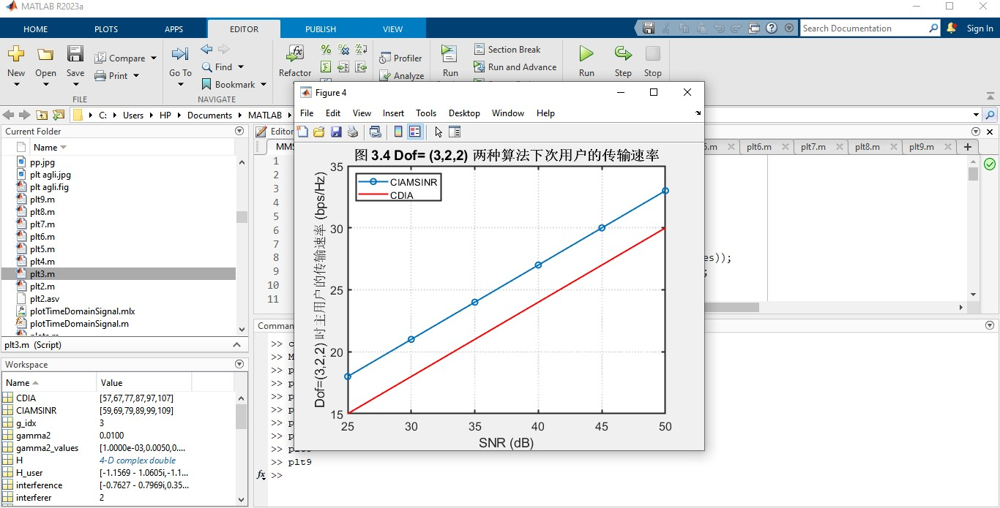 MATLAB R2023a
HOME PLOTS APPS EDITOR PUBLISH VIEW Search Documentation Sign In
New Open Save Compare Print Go To Find Bookmark Refactor Profiler Analyze Run Section Break Run and Advance Run Step Stop
FILE NAVIGATE
C: Users HP Documents MATLAB
Current Folder
Name
pp.jpg
plt agli.jpg
plt agli.fig
plt9.m
plt8.m
plt7.m
plt6.m
plt5.m
plt4.m
plt3.m
plt2.m
plt2.asv
plotTimeDomainSignal.mlx
plotTimeDomainSignal.m
plt3.m (Script)
Workspace
Name Value
CDIA [57,67,77,87,97,107]
CIAMSINR [59,69,79,89,99,109]
g_idx 3
gamma2 0.0100
gamma2_values [1.0000e-03,0.0050,0....
H 4-D complex double
H_user [-1.1569 - 1.0605i,-1.1...
interference [-0.7627 - 0.7969i,0.35...
interferer 2
Editor
MMS
.m plt6.m plt7.m plt8.m plt9.m
1
2
3
4
5
6
7
8 es));
9 ;
10
11
Figure 4
File Edit View Insert Tools Desktop Window Help
图 3.4 Dof= (3,2,2) 两种算法下次用户的传输速率
Dof=(3,2,2) 时主用户的传输速率 (bps/Hz)
CIAMSINR
CDIA
35
30
25
20
15
25 30 35 40 45 50
SNR (dB)
Comman
>> c
>> M
>> p
>> p
>> p
>> p
>> p
>> p
>> plt9
fx >>